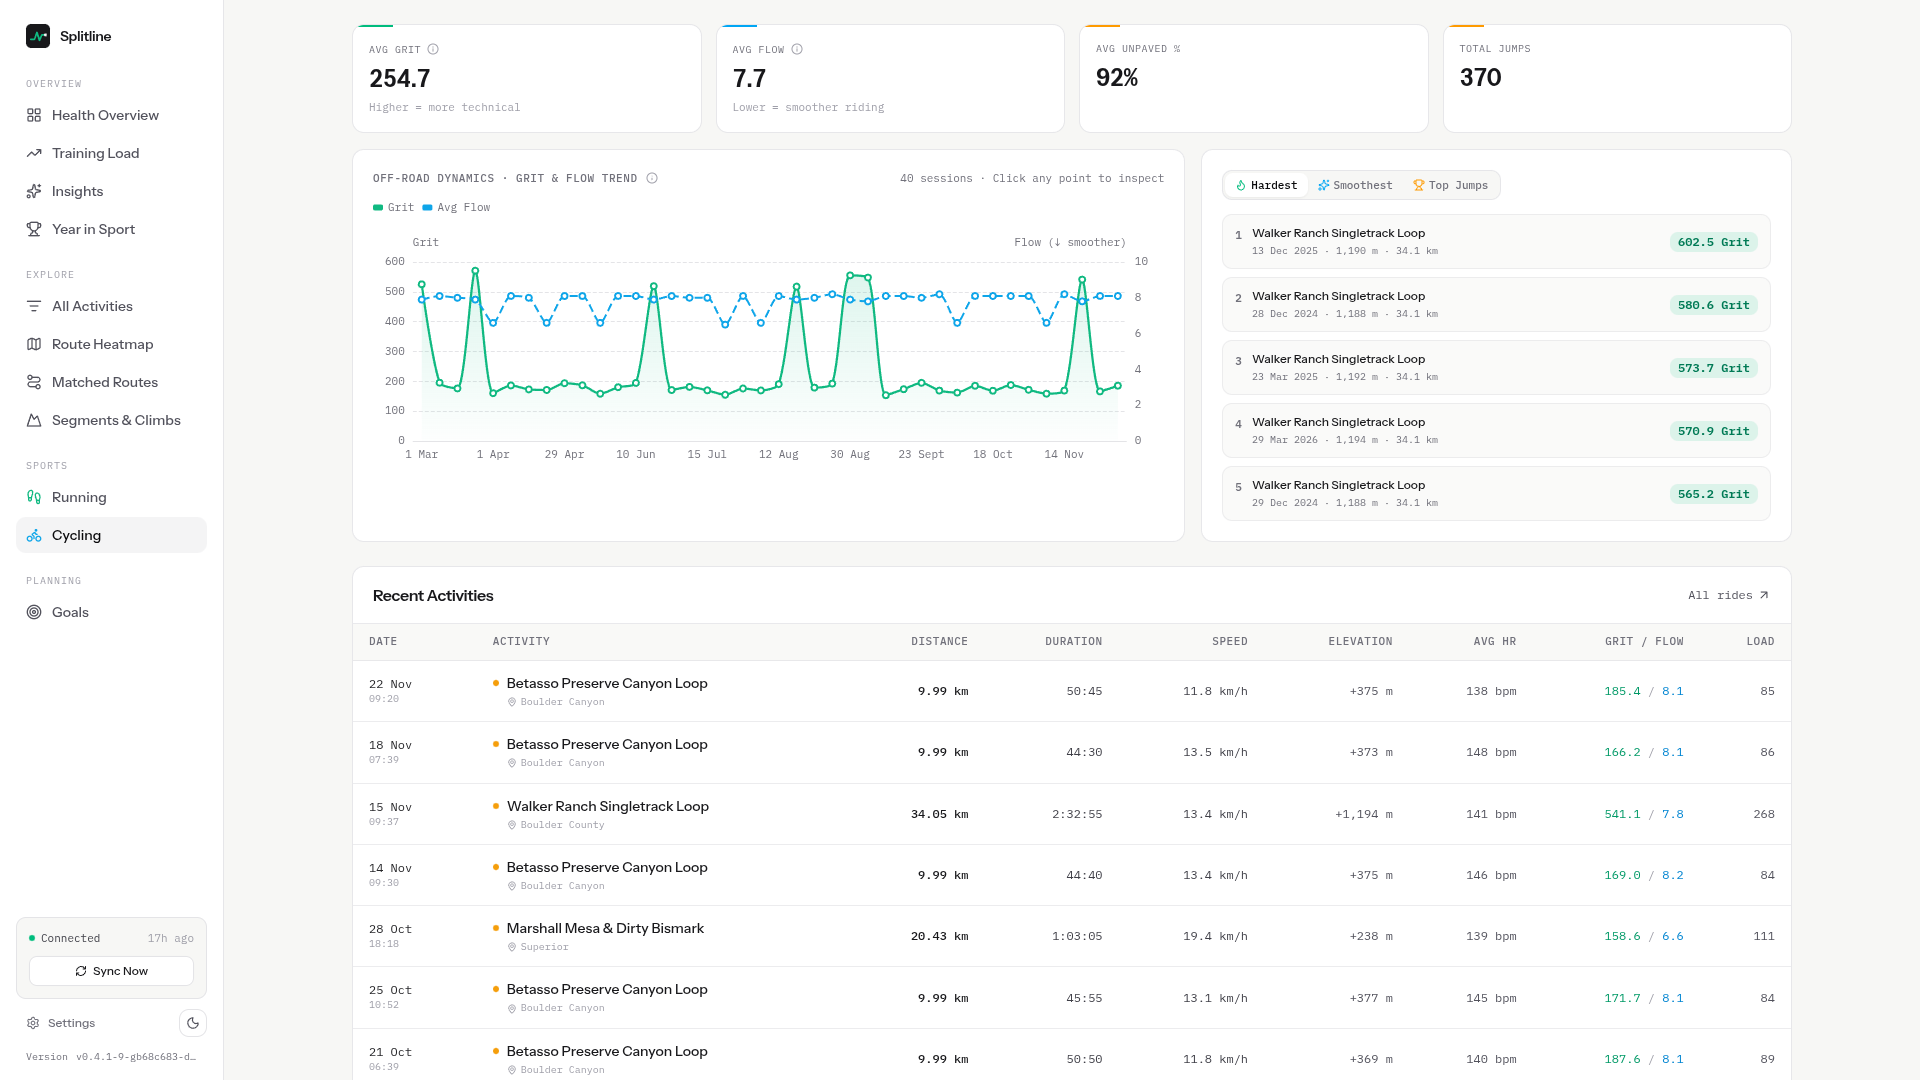 Splitline
OVERVIEW
Health Overview
Training Load
Insights
Year in Sport
EXPLORE
All Activities
Route Heatmap
Matched Routes
Segments & Climbs
SPORTS
Running
Cycling
PLANNING
Goals
Connected 17h ago
Sync Now
Settings
Version v0.4.1-9-gb68c683-d…
AVG GRIT
254.7
Higher = more technical
AVG FLOW
7.7
Lower = smoother riding
AVG UNPAVED %
92%
TOTAL JUMPS
370
OFF-ROAD DYNAMICS · GRIT & FLOW TREND
40 sessions · Click any point to inspect
Grit Avg Flow
Grit Flow (↓ smoother)
600 10
500 8
400 6
300 4
200 2
100
0 0
1 Mar 1 Apr 29 Apr 10 Jun 15 Jul 12 Aug 30 Aug 23 Sept 18 Oct 14 Nov
Hardest Smoothest Top Jumps
1 Walker Ranch Singletrack Loop 602.5 Grit
13 Dec 2025 · 1,190 m · 34.1 km
2 Walker Ranch Singletrack Loop 580.6 Grit
28 Dec 2024 · 1,188 m · 34.1 km
3 Walker Ranch Singletrack Loop 573.7 Grit
23 Mar 2025 · 1,192 m · 34.1 km
4 Walker Ranch Singletrack Loop 570.9 Grit
29 Mar 2026 · 1,194 m · 34.1 km
5 Walker Ranch Singletrack Loop 565.2 Grit
29 Dec 2024 · 1,188 m · 34.1 km
Recent Activities All rides
DATE ACTIVITY DISTANCE DURATION SPEED ELEVATION AVG HR GRIT / FLOW LOAD
22 Nov Betasso Preserve Canyon Loop 9.99 km 50:45 11.8 km/h +375 m 138 bpm 185.4 / 8.1 85
09:20 Boulder Canyon
18 Nov Betasso Preserve Canyon Loop 9.99 km 44:30 13.5 km/h +373 m 148 bpm 166.2 / 8.1 86
07:39 Boulder Canyon
15 Nov Walker Ranch Singletrack Loop 34.05 km 2:32:55 13.4 km/h +1,194 m 141 bpm 541.1 / 7.8 268
09:37 Boulder County
14 Nov Betasso Preserve Canyon Loop 9.99 km 44:40 13.4 km/h +375 m 146 bpm 169.0 / 8.2 84
09:30 Boulder Canyon
28 Oct Marshall Mesa & Dirty Bismark 20.43 km 1:03:05 19.4 km/h +238 m 139 bpm 158.6 / 6.6 111
18:18 Superior
25 Oct Betasso Preserve Canyon Loop 9.99 km 45:55 13.1 km/h +377 m 145 bpm 171.7 / 8.1 84
10:52 Boulder Canyon
21 Oct Betasso Preserve Canyon Loop 9.99 km 50:50 11.8 km/h +369 m 140 bpm 187.6 / 8.1 89
06:39 Boulder Canyon